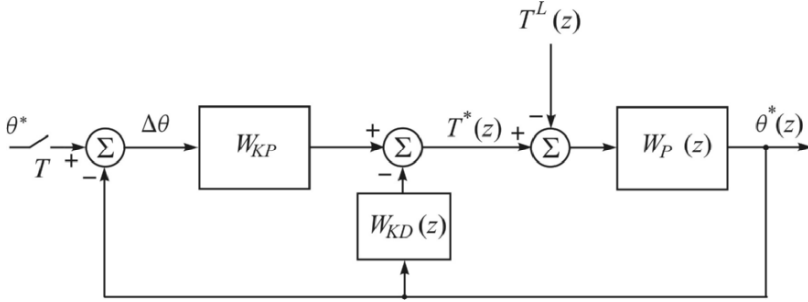 T^L(z)
θ*
T
+
−
Σ
Δθ
W_KP
+
−
Σ
T*(z)
−
+
Σ
W_P (z)
θ*(z)
W_KD(z)